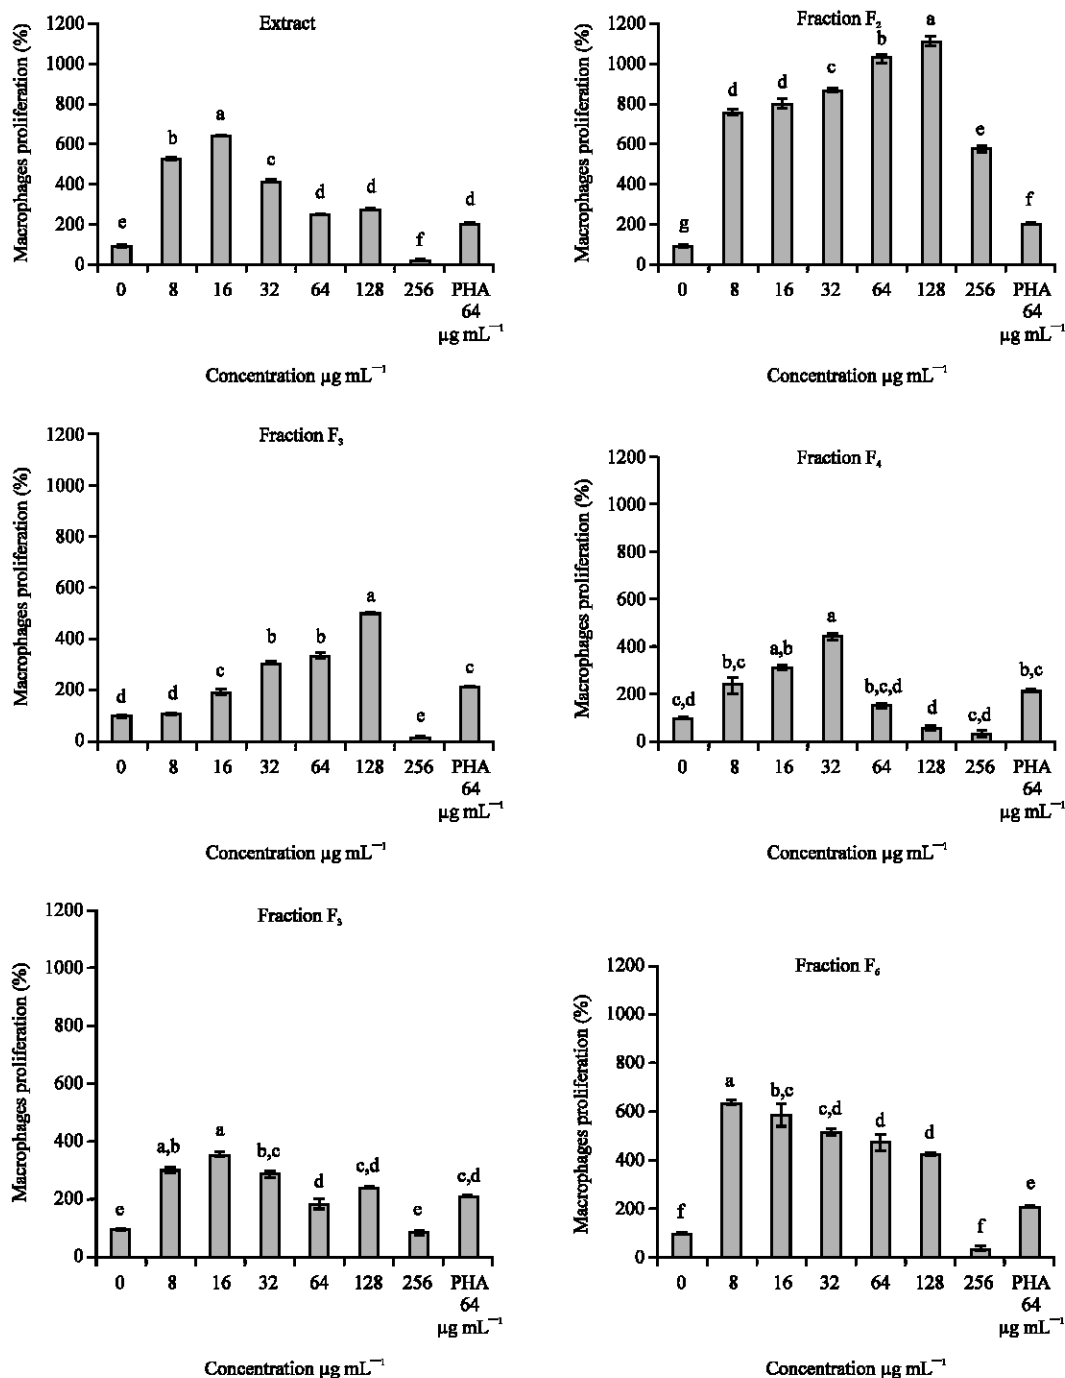 Extract
Macrophages proliferation (%)
1200
1000
800
600
400
200
0
e
b
a
c
d
d
f
d
0 8 16 32 64 128 256 PHA
64
µg mL⁻¹
Concentration µg mL⁻¹
Fraction F₂
Macrophages proliferation (%)
1200
1000
800
600
400
200
0
g
d
d
c
b
a
e
f
0 8 16 32 64 128 256 PHA
64
µg mL⁻¹
Concentration µg mL⁻¹
Fraction F₃
Macrophages proliferation (%)
1200
1000
800
600
400
200
0
d
d
c
b
b
a
e
c
0 8 16 32 64 128 256 PHA
64
µg mL⁻¹
Concentration µg mL⁻¹
Fraction F₄
Macrophages proliferation (%)
1200
1000
800
600
400
200
0
c,d
b,c
a,b
a
b,c,d
d
c,d
b,c
0 8 16 32 64 128 256 PHA
64
µg mL⁻¹
Concentration µg mL⁻¹
Fraction F₃
Macrophages proliferation (%)
1200
1000
800
600
400
200
0
e
a,b
a
b,c
d
c,d
e
c,d
0 8 16 32 64 128 256 PHA
64
µg mL⁻¹
Concentration µg mL⁻¹
Fraction F₆
Macrophages proliferation (%)
1200
1000
800
600
400
200
0
f
a
b,c
c,d
d
d
f
e
0 8 16 32 64 128 256 PHA
64
µg mL⁻¹
Concentration µg mL⁻¹